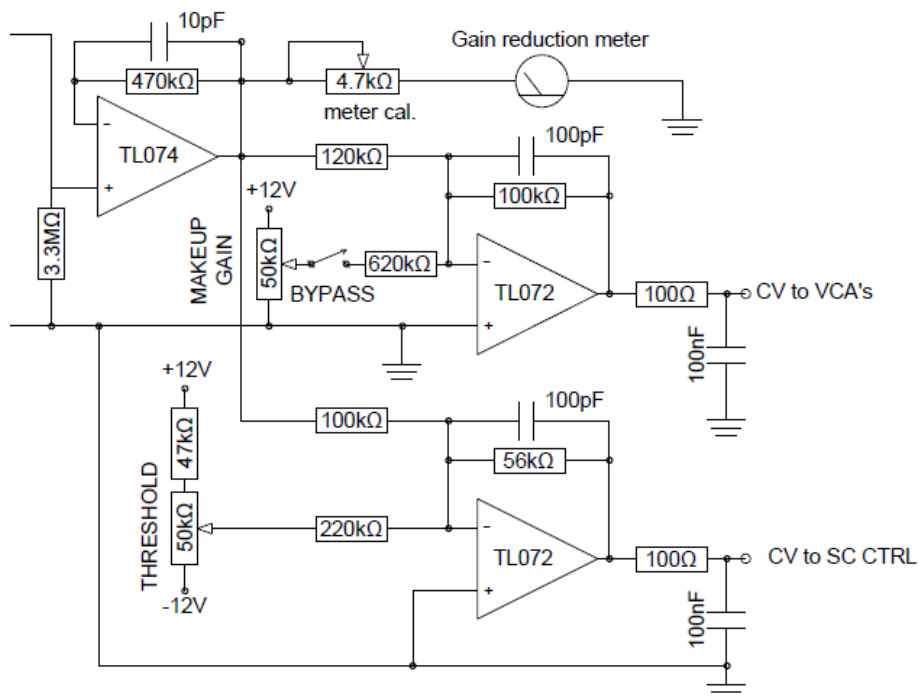 10pF
470kΩ
Gain reduction meter
4.7kΩ
meter cal.
TL074
-
+
3.3MΩ
MAKEUP
GAIN
120kΩ
100pF
100kΩ
+12V
50kΩ
BYPASS
620kΩ
-
TL072
+
100Ω
CV to VCA's
100nF
+12V
47kΩ
THRESHOLD
50kΩ
-12V
100kΩ
100pF
56kΩ
220kΩ
-
TL072
+
100Ω
CV to SC CTRL
100nF